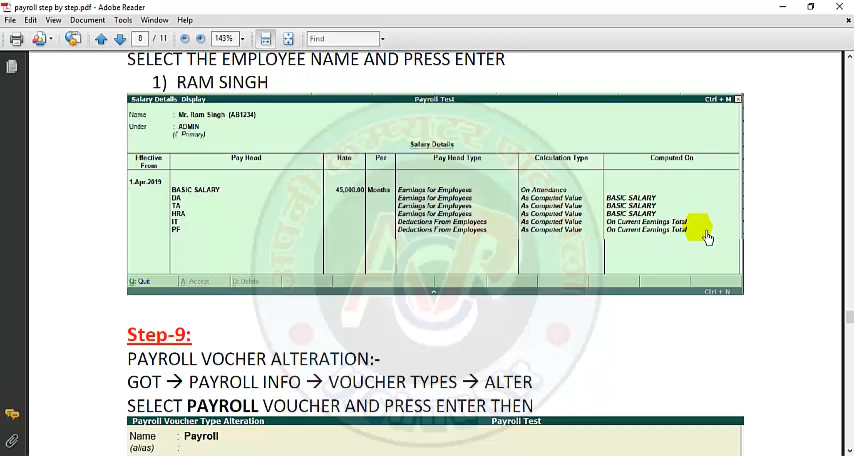 payroll step by step.pdf - Adobe Reader
File Edit View Document Tools Window Help
8 / 11 143% Find
SELECT THE EMPLOYEE NAME AND PRESS ENTER
1) RAM SINGH
Salary Details Display Payroll Test Ctrl + M
Name : Mr. Ram Singh (AB1234)
Under : ADMIN
Salary Details
Effective From Pay Head Rate Per Pay Head Type Calculation Type Computed On
1.Apr.2019
BASIC SALARY 45,000.00 Months Earnings for Employees On Attendance
DA Earnings for Employees As Computed Value BASIC SALARY
TA Earnings for Employees As Computed Value BASIC SALARY
HRA Earnings for Employees As Computed Value BASIC SALARY
IT Deductions From Employees As Computed Value On Current Earnings Total
PF Deductions From Employees As Computed Value On Current Earnings Total
Q: Quit A: Accept D: Delete
Ctrl + N
Step-9:
PAYROLL VOCHER ALTERATION:-
GOT → PAYROLL INFO → VOUCHER TYPES → ALTER
SELECT PAYROLL VOUCHER AND PRESS ENTER THEN
Payroll Voucher Type Alteration Payroll Test
Name : Payroll
(alias) :